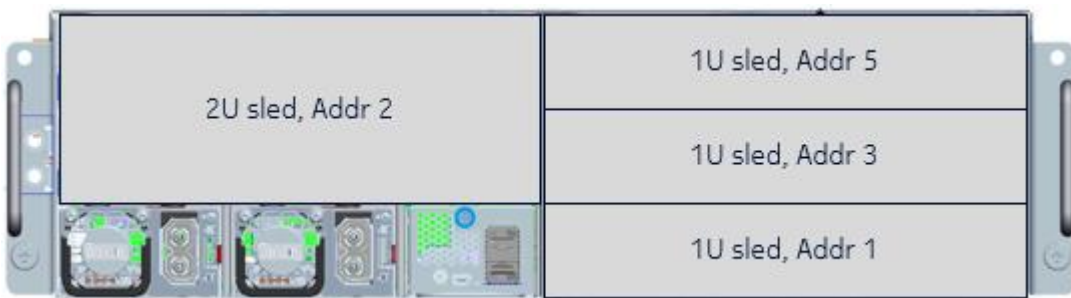 2U sled, Addr 2
1U sled, Addr 5
1U sled, Addr 3
1U sled, Addr 1